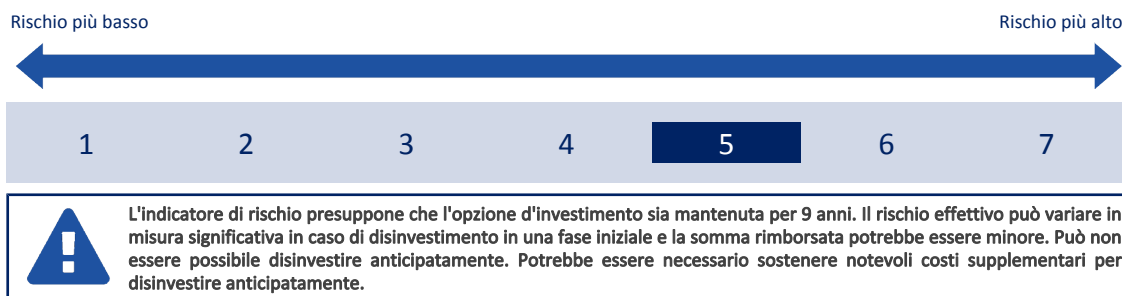 Rischio più basso Rischio più alto
1 2 3 4 5 6 7
L'indicatore di rischio presuppone che l'opzione d'investimento sia mantenuta per 9 anni. Il rischio effettivo può variare in
misura significativa in caso di disinvestimento in una fase iniziale e la somma rimborsata potrebbe essere minore. Può non
essere possibile disinvestire anticipatamente. Potrebbe essere necessario sostenere notevoli costi supplementari per
disinvestire anticipatamente.